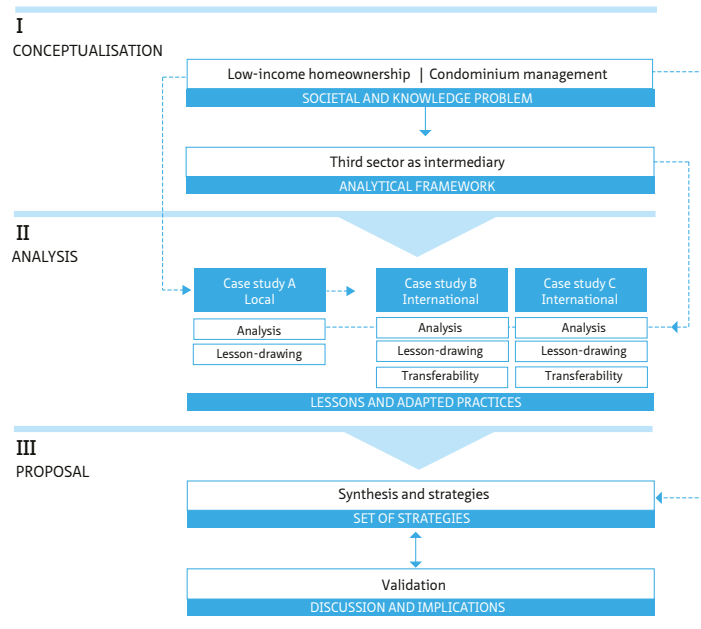 I
CONCEPTUALISATION
Low-income homeownership | Condominium management
SOCIETAL AND KNOWLEDGE PROBLEM
Third sector as intermediary
ANALYTICAL FRAMEWORK
II
ANALYSIS
Case study A
Local
Case study B
International
Case study C
International
Analysis
Analysis
Analysis
Lesson-drawing
Lesson-drawing
Lesson-drawing
Transferability
Transferability
LESSONS AND ADAPTED PRACTICES
III
PROPOSAL
Synthesis and strategies
SET OF STRATEGIES
Validation
DISCUSSION AND IMPLICATIONS